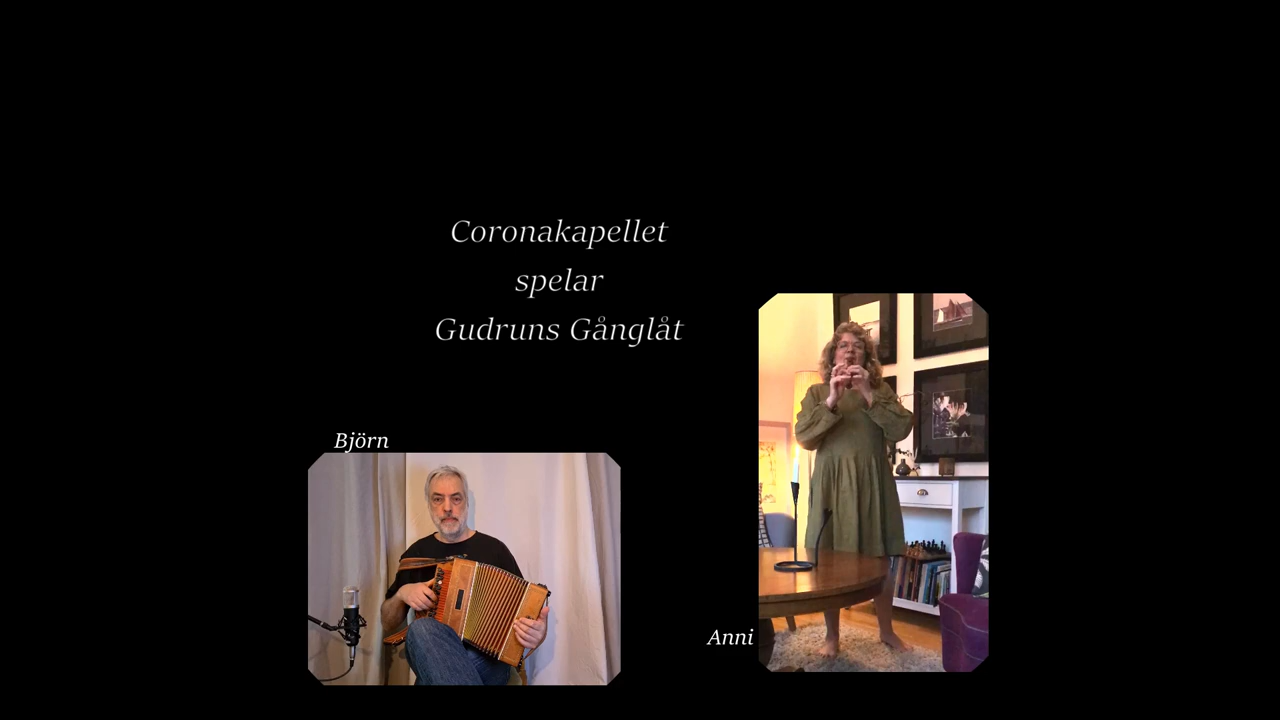 Coronakapellet
spelar
Gudruns Gånglåt
Björn
Anni